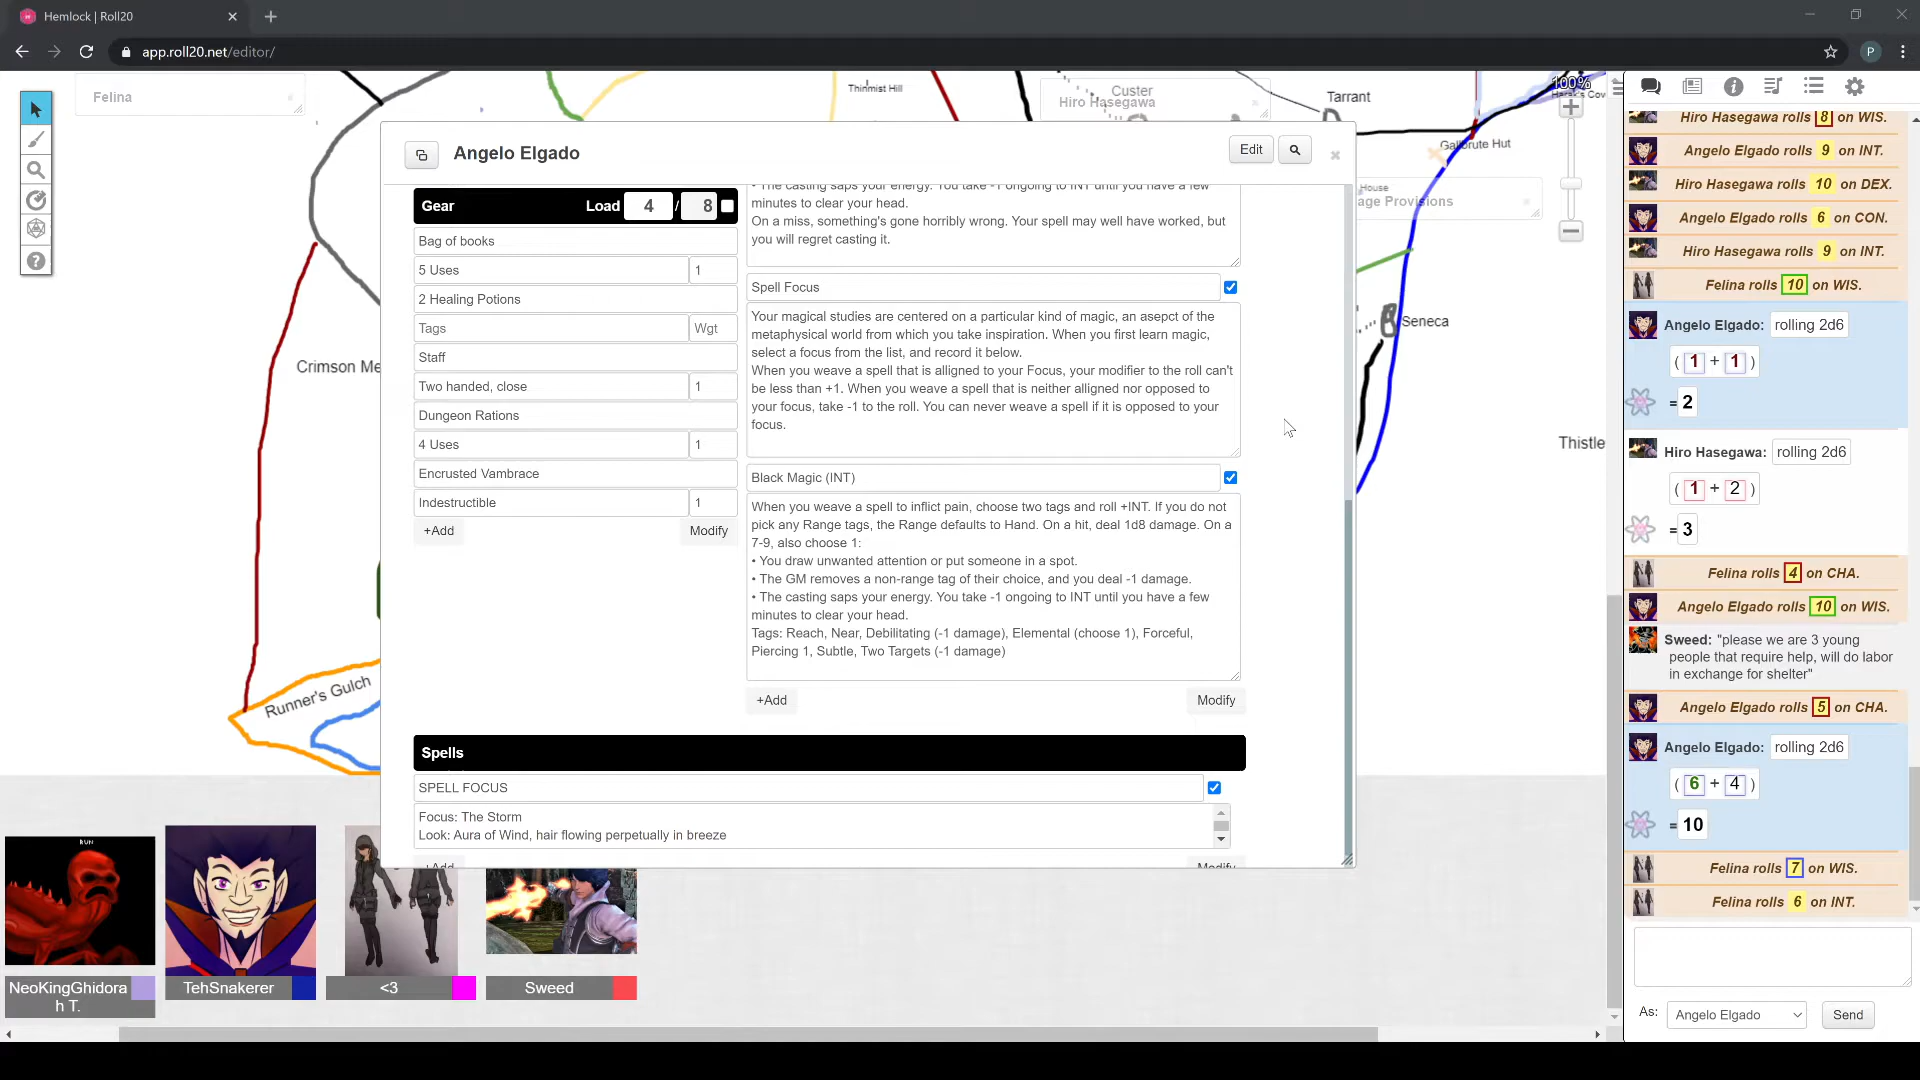 Hemlock | Roll20
app.roll20.net/editor/
P
Felina
Thinmist Hill
Custer
Hiro Hasegawa
Tarrant
100%
Gallbrute Hut
House
age Provisions
Seneca
Thistle
Crimson Me
Runner's Gulch
Angelo Elgado
Edit
Gear
Load 4 / 8
Bag of books
5 Uses 1
2 Healing Potions
Tags Wgt
Staff
Two handed, close 1
Dungeon Rations
4 Uses 1
Encrusted Vambrace
Indestructible 1
+Add Modify
• The casting saps your energy. You take -1 ongoing to INT until you have a few
minutes to clear your head.
On a miss, something's gone horribly wrong. Your spell may well have worked, but
you will regret casting it.
Spell Focus
Your magical studies are centered on a particular kind of magic, an asepct of the
metaphysical world from which you take inspiration. When you first learn magic,
select a focus from the list, and record it below.
When you weave a spell that is alligned to your Focus, your modifier to the roll can't
be less than +1. When you weave a spell that is neither alligned nor opposed to
your focus, take -1 to the roll. You can never weave a spell if it is opposed to your
focus.
Black Magic (INT)
When you weave a spell to inflict pain, choose two tags and roll +INT. If you do not
pick any Range tags, the Range defaults to Hand. On a hit, deal 1d8 damage. On a
7-9, also choose 1:
• You draw unwanted attention or put someone in a spot.
• The GM removes a non-range tag of their choice, and you deal -1 damage.
• The casting saps your energy. You take -1 ongoing to INT until you have a few
minutes to clear your head.
Tags: Reach, Near, Debilitating (-1 damage), Elemental (choose 1), Forceful,
Piercing 1, Subtle, Two Targets (-1 damage)
+Add Modify
Spells
SPELL FOCUS
Focus: The Storm
Look: Aura of Wind, hair flowing perpetually in breeze
+Add Modify
RUN
NeoKingGhidora
h T.
TehSnakerer
<3
Sweed
Hiro Hasegawa rolls 8 on WIS.
Angelo Elgado rolls 9 on INT.
Hiro Hasegawa rolls 10 on DEX.
Angelo Elgado rolls 6 on CON.
Hiro Hasegawa rolls 9 on INT.
Felina rolls 10 on WIS.
Angelo Elgado: rolling 2d6
( 1 + 1 )
= 2
Hiro Hasegawa: rolling 2d6
( 1 + 2 )
= 3
Felina rolls 4 on CHA.
Angelo Elgado rolls 10 on WIS.
Sweed: "please we are 3 young
people that require help, will do labor
in exchange for shelter"
Angelo Elgado rolls 5 on CHA.
Angelo Elgado: rolling 2d6
( 6 + 4 )
= 10
Felina rolls 7 on WIS.
Felina rolls 6 on INT.
As: Angelo Elgado Send